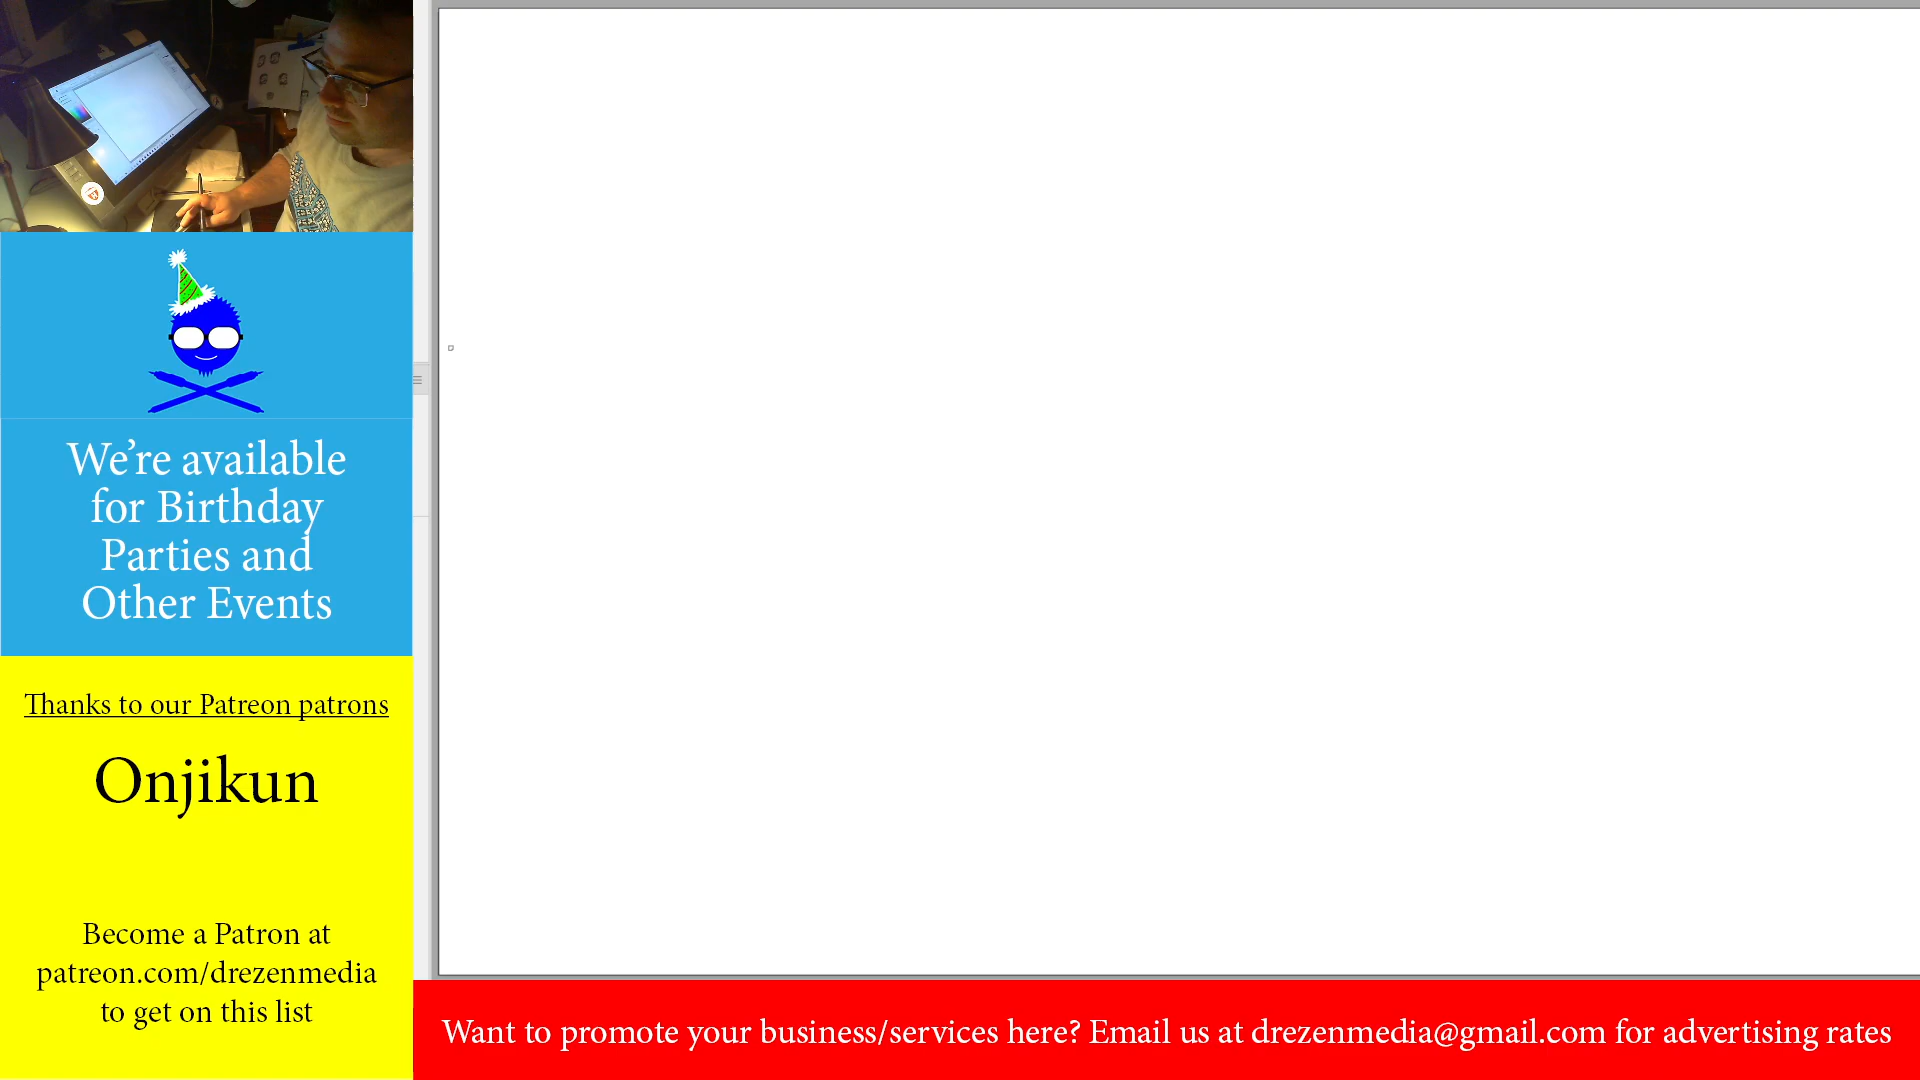 We're available
for Birthday
Parties and
Other Events
Thanks to our Patreon patrons
Onjikun
Become a Patron at
patreon.com/drezenmedia
to get on this list
Want to promote your business/services here? Email us at drezenmedia@gmail.com for advertising rates